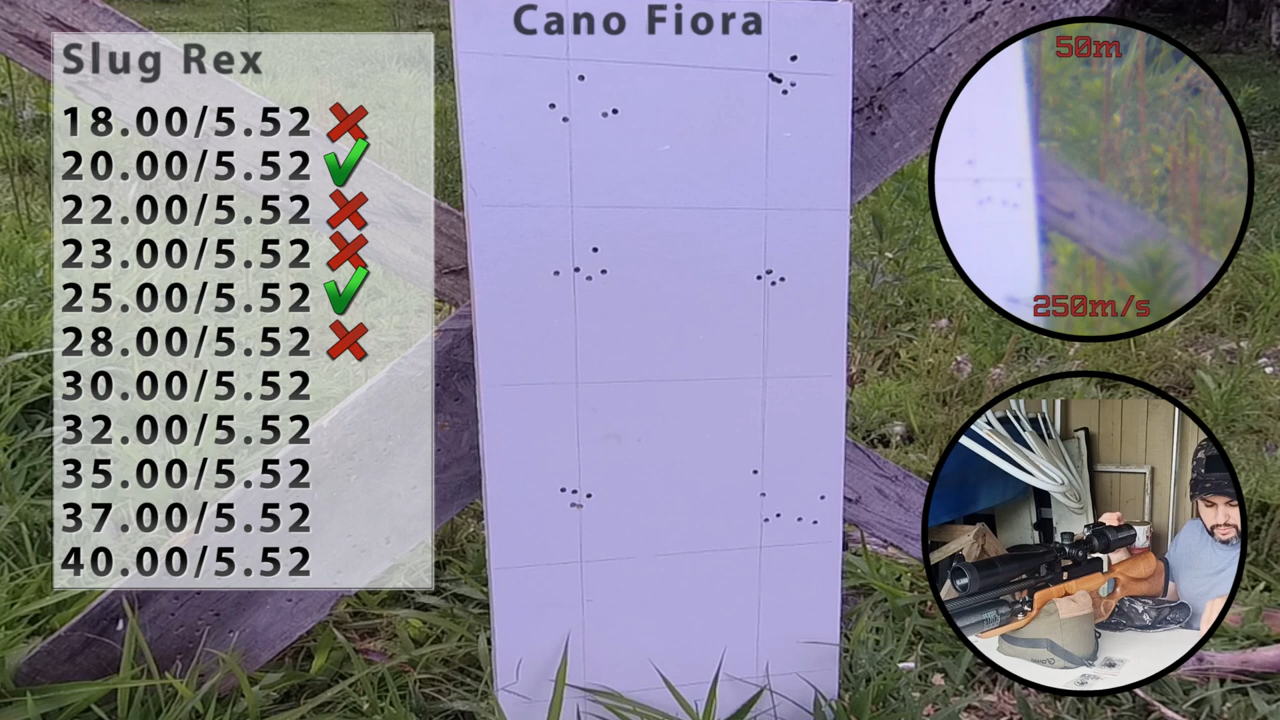 Cano Fiora
Slug Rex
18.00/5.52
20.00/5.52
22.00/5.52
23.00/5.52
25.00/5.52
28.00/5.52
30.00/5.52
32.00/5.52
35.00/5.52
37.00/5.52
40.00/5.52
50m
250m/s